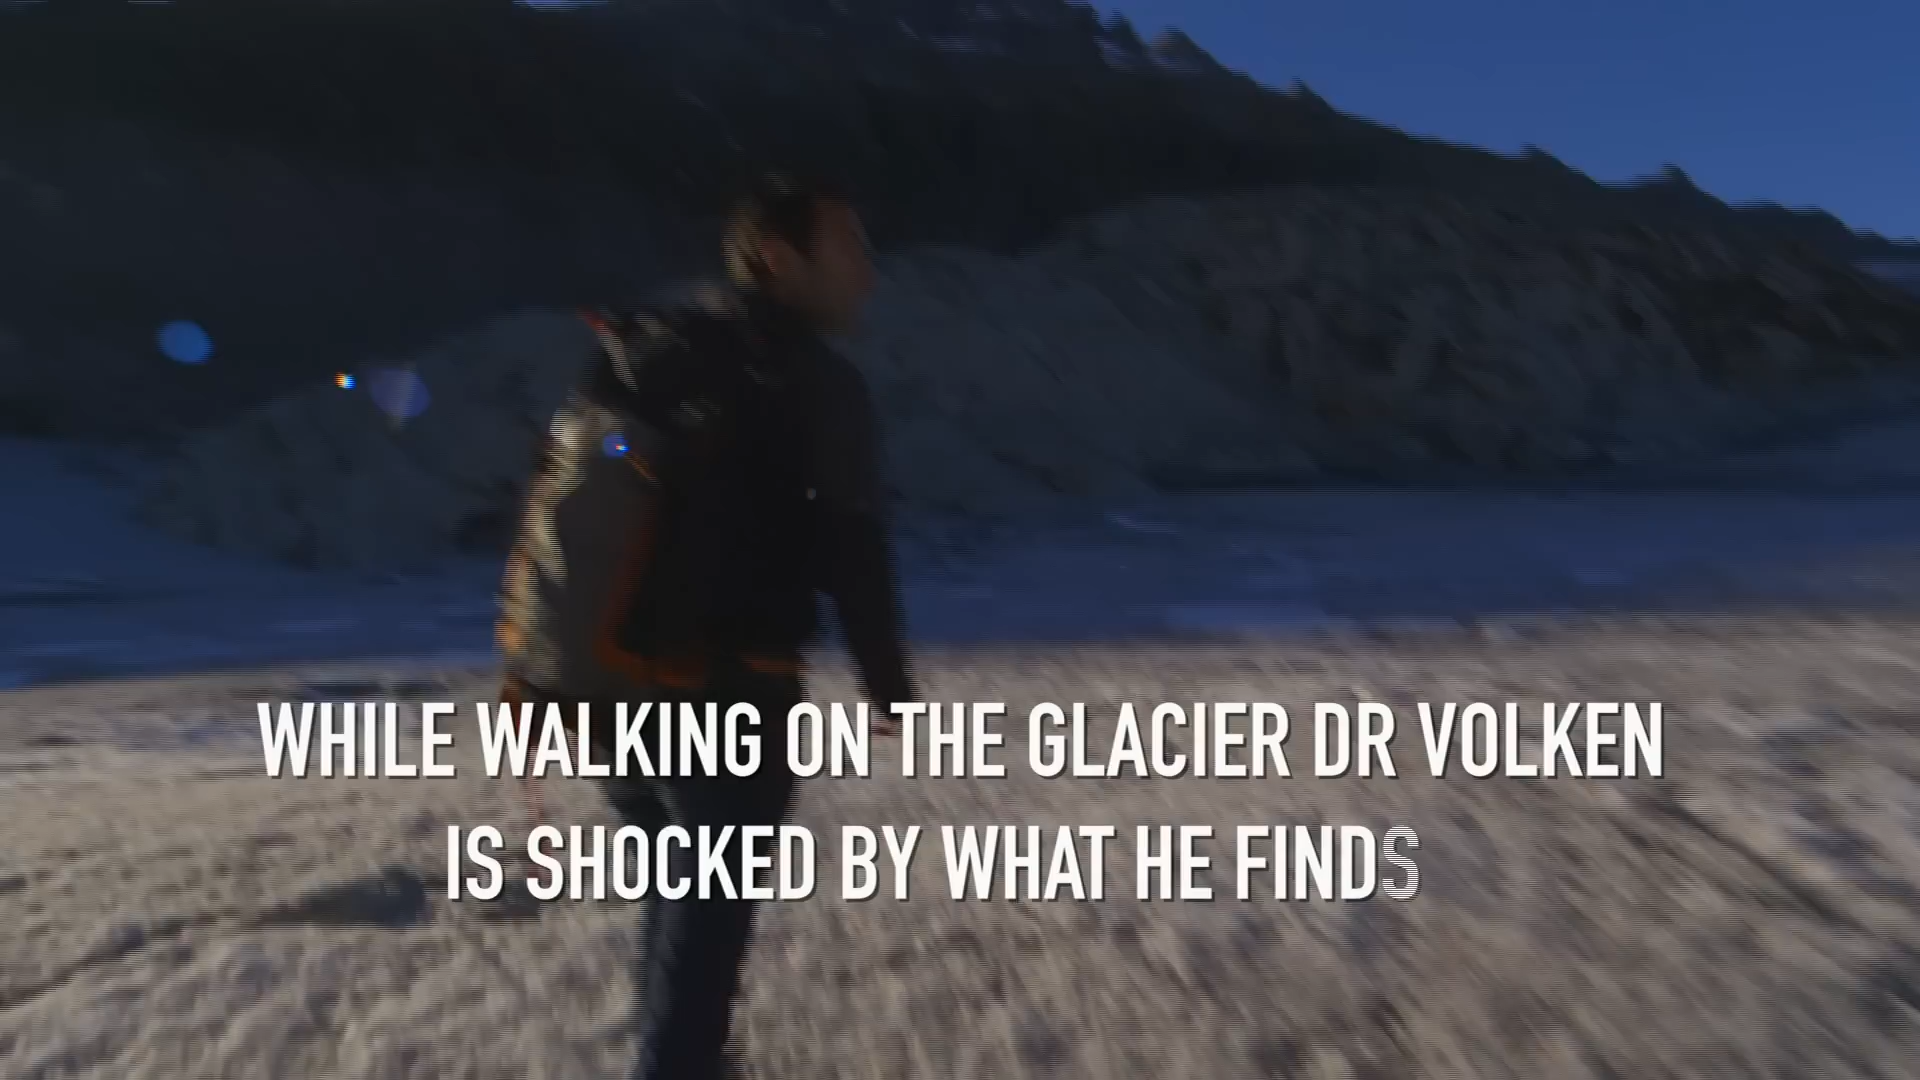 WHILE WALKING ON THE GLACIER DR VOLKEN
IS SHOCKED BY WHAT HE FINDS